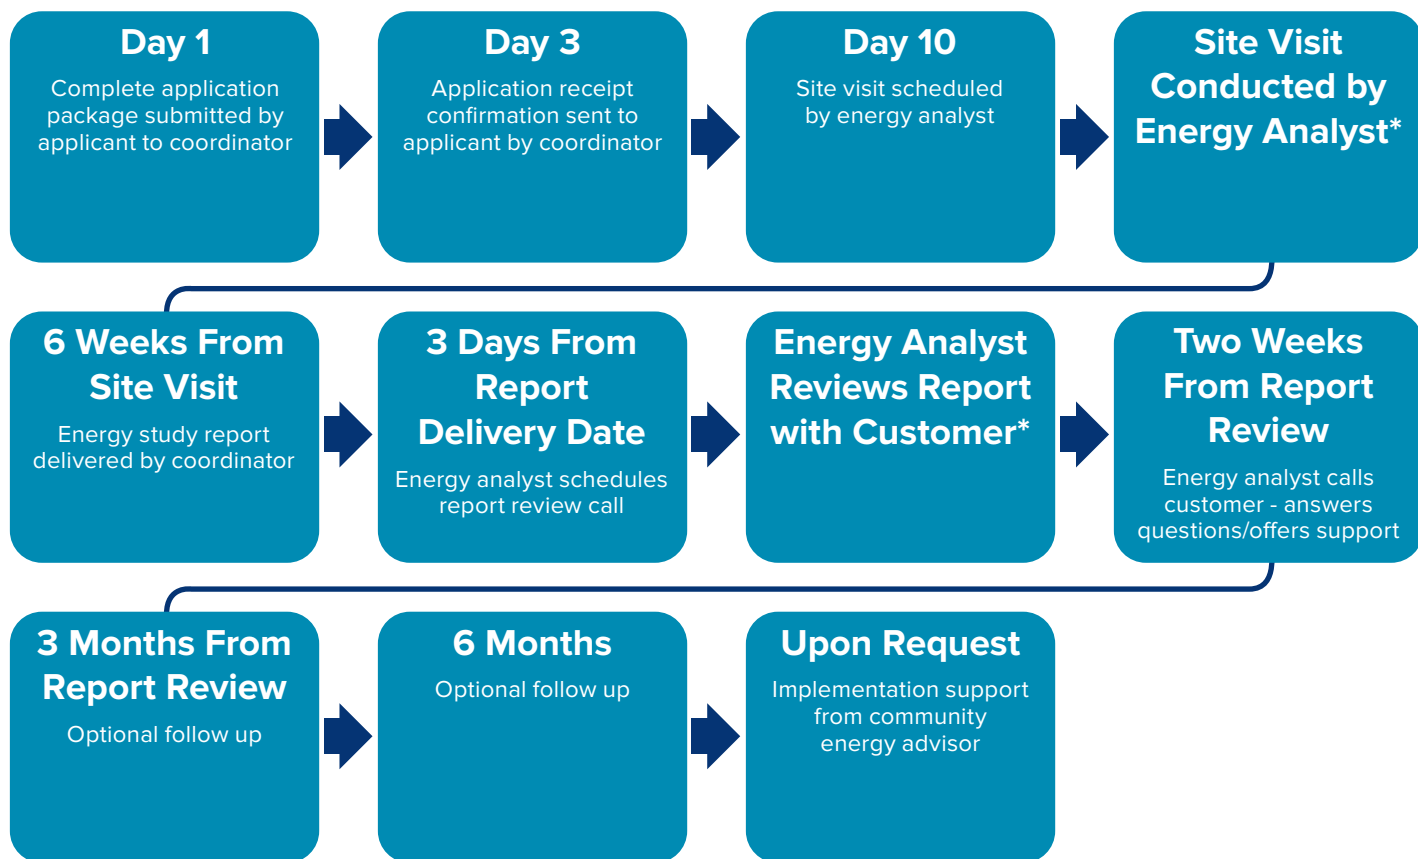 Day 1
Complete application
package submitted by
applicant to coordinator
Day 3
Application receipt
confirmation sent to
applicant by coordinator
Day 10
Site visit scheduled
by energy analyst
Site Visit
Conducted by
Energy Analyst*
6 Weeks From
Site Visit
Energy study report
delivered by coordinator
3 Days From
Report
Delivery Date
Energy analyst schedules
report review call
Energy Analyst
Reviews Report
with Customer*
Two Weeks
From Report
Review
Energy analyst calls
customer - answers
questions/offers support
3 Months From
Report Review
Optional follow up
6 Months
Optional follow up
Upon Request
Implementation support
from community
energy advisor